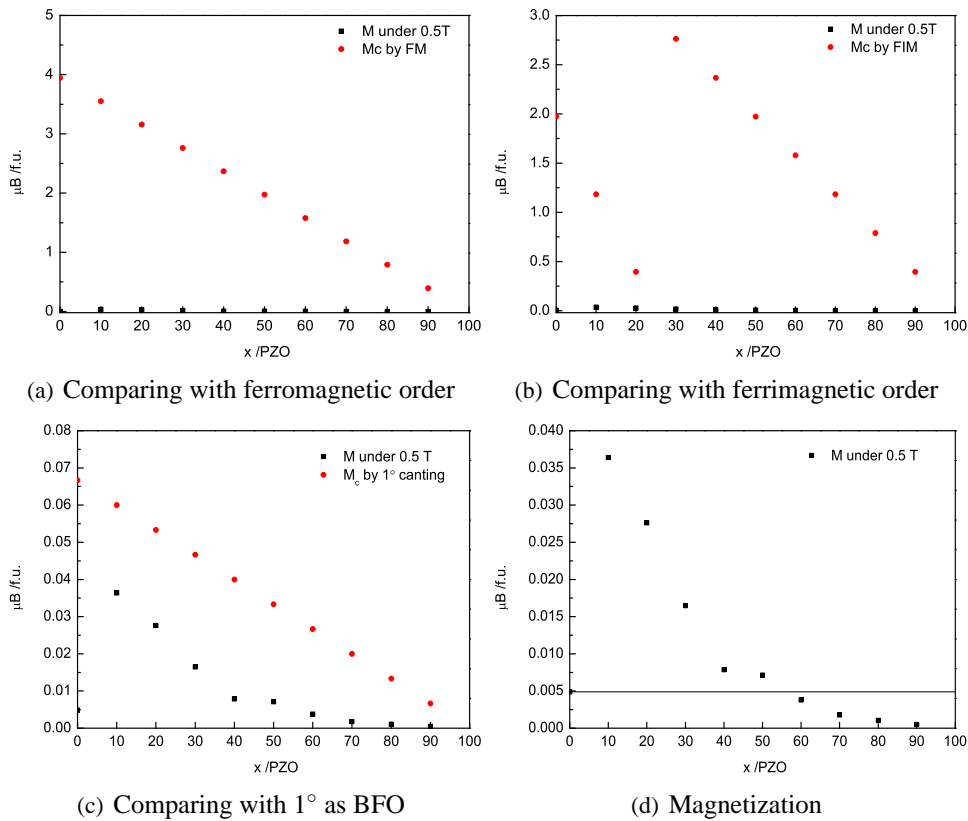 M under 0.5T
Mc by FM
5
4
3
2
1
0
µB /f.u.
0 10 20 30 40 50 60 70 80 90 100
x /PZO
(a) Comparing with ferromagnetic order
M under 0.5T
Mc by FIM
3.0
2.5
2.0
1.5
1.0
0.5
0.0
µB /f.u.
0 10 20 30 40 50 60 70 80 90 100
x /PZO
(b) Comparing with ferrimagnetic order
M under 0.5 T
Mc by 1° canting
0.08
0.07
0.06
0.05
0.04
0.03
0.02
0.01
0.00
µB /f.u.
0 10 20 30 40 50 60 70 80 90 100
x /PZO
(c) Comparing with 1° as BFO
M under 0.5 T
0.040
0.035
0.030
0.025
0.020
0.015
0.010
0.005
0.000
µB /f.u.
0 10 20 30 40 50 60 70 80 90 100
x /PZO
(d) Magnetization